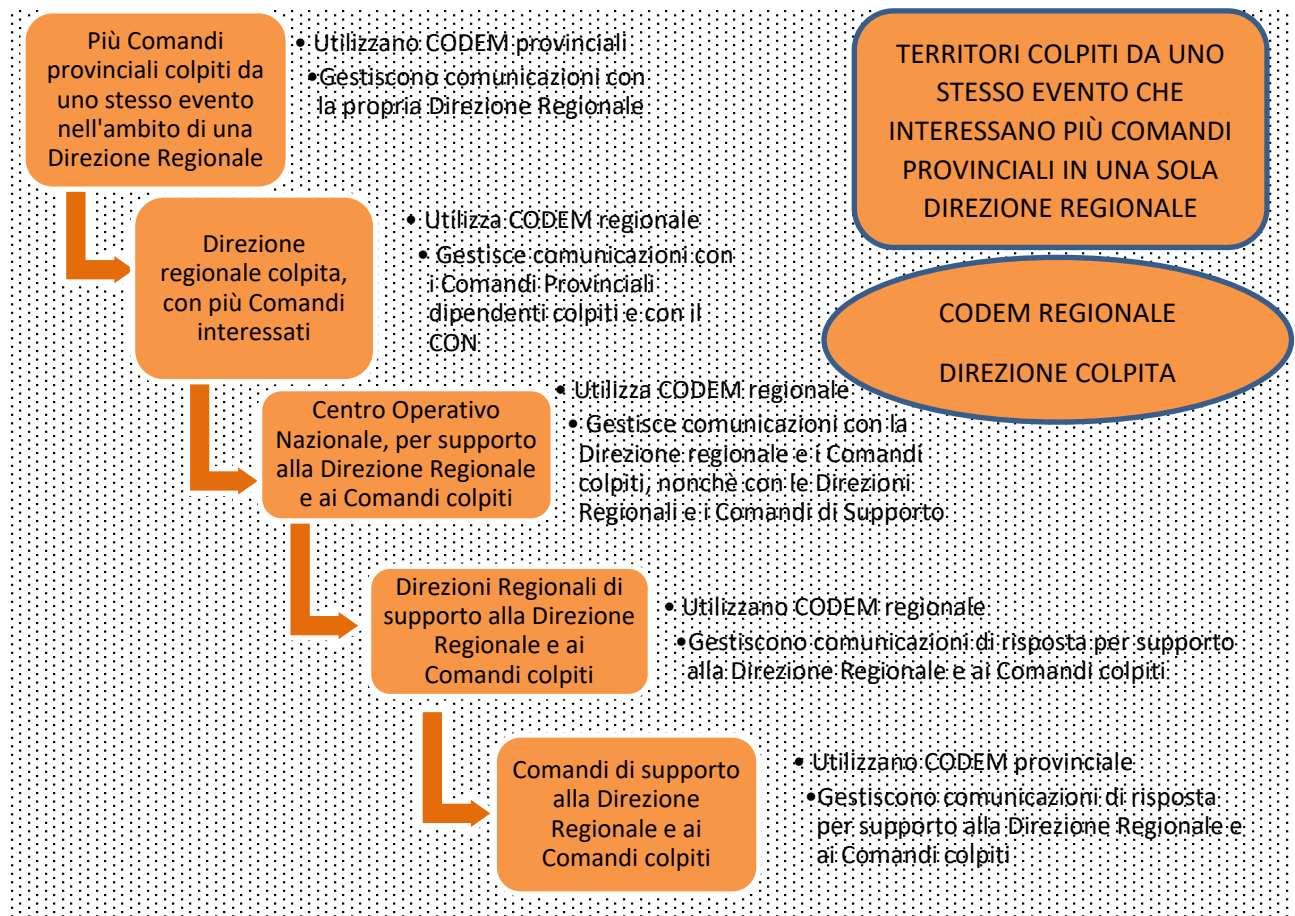 Più Comandi
provinciali colpiti da
uno stesso evento
nell'ambito di una
Direzione Regionale
• Utilizzano CODEM provinciali
•Gestiscono comunicazioni con
la propria Direzione Regionale
TERRITORI COLPITI DA UNO
STESSO EVENTO CHE
INTERESSANO PIÙ COMANDI
PROVINCIALI IN UNA SOLA
DIREZIONE REGIONALE
Direzione
regionale colpita,
con più Comandi
interessati
• Utilizza CODEM regionale
• Gestisce comunicazioni con
i Comandi Provinciali
dipendenti colpiti e con il
CON
CODEM REGIONALE
DIREZIONE COLPITA
Centro Operativo
Nazionale, per supporto
alla Direzione Regionale
e ai Comandi colpiti
• Utilizza CODEM regionale
• Gestisce comunicazioni con la
Direzione regionale e i Comandi
colpiti, nonchè con le Direzioni
Regionali e i Comandi di Supporto
Direzioni Regionali di
supporto alla Direzione
Regionale e ai
Comandi colpiti
• Utilizzano CODEM regionale
•Gestiscono comunicazioni di risposta per supporto
alla Direzione Regionale e ai Comandi colpiti
Comandi di supporto
alla Direzione
Regionale e ai
Comandi colpiti
• Utilizzano CODEM provinciale
•Gestiscono comunicazioni di risposta
per supporto alla Direzione Regionale e
ai Comandi colpiti